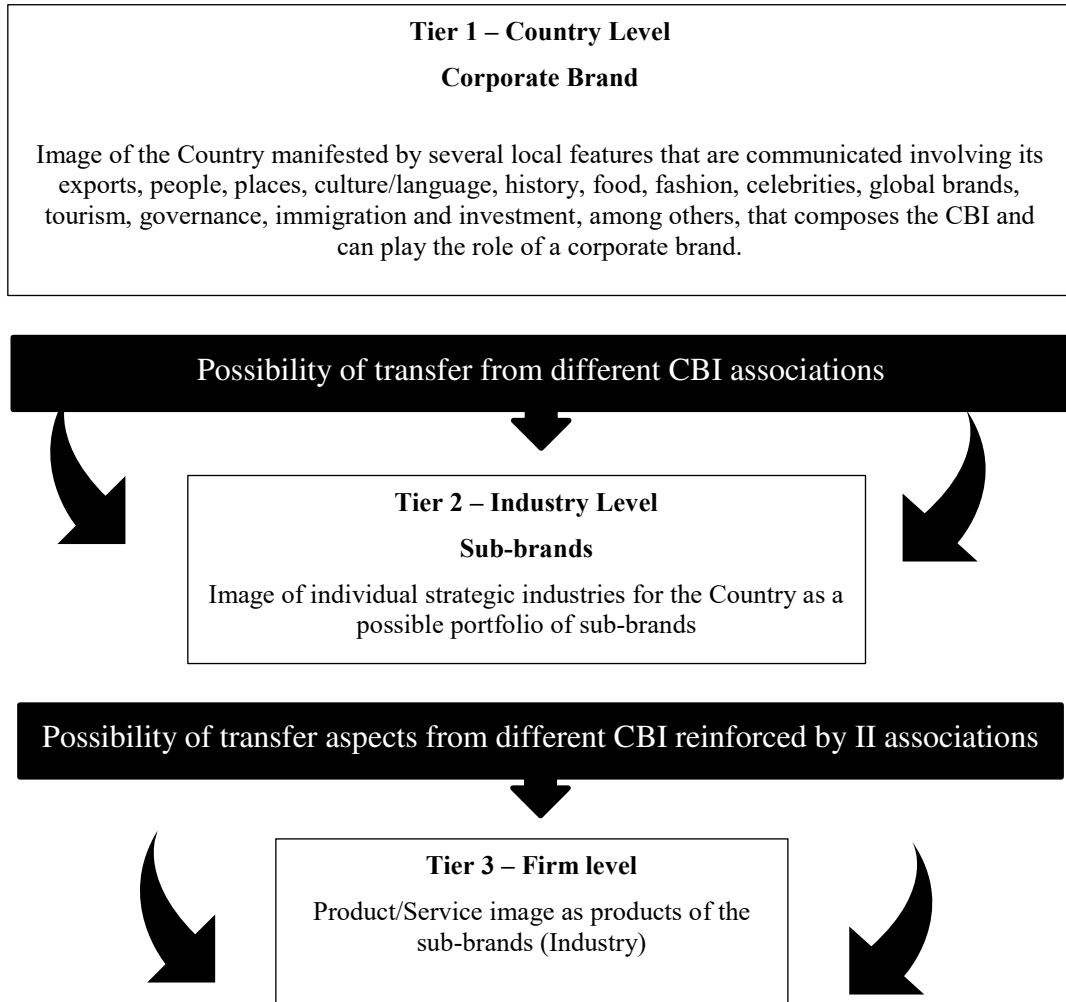 Tier 1 – Country Level
Corporate Brand
Image of the Country manifested by several local features that are communicated involving its
exports, people, places, culture/language, history, food, fashion, celebrities, global brands,
tourism, governance, immigration and investment, among others, that composes the CBI and
can play the role of a corporate brand.
Possibility of transfer from different CBI associations
Tier 2 – Industry Level
Sub-brands
Image of individual strategic industries for the Country as a
possible portfolio of sub-brands
Possibility of transfer aspects from different CBI reinforced by II associations
Tier 3 – Firm level
Product/Service image as products of the
sub-brands (Industry)